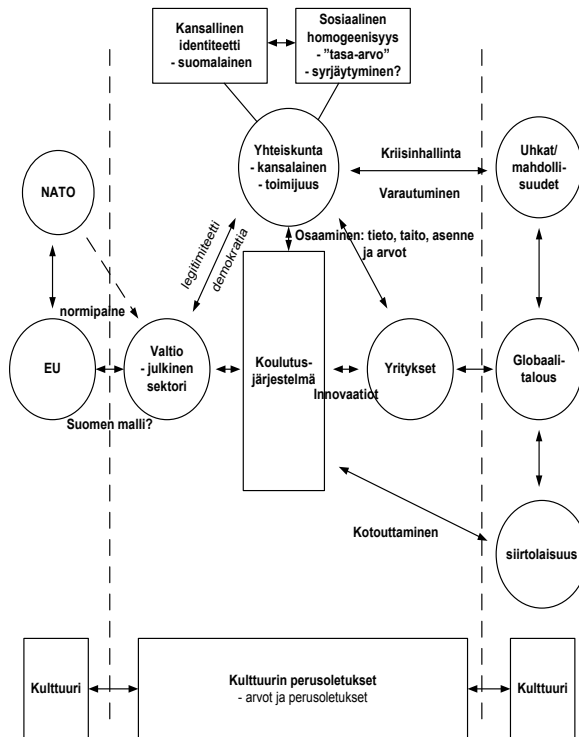 Kansallinen
identiteetti
- suomalainen
Sosiaalinen
homogeenisyys
- "tasa-arvo"
- syrjäytyminen?
Yhteiskunta
- kansalainen
- toimijuus
Kriisinhallinta
Varautuminen
Uhkat/
mahdolli-
suudet
NATO
legitimiteetti
demokratia
Osaaminen: tieto, taito, asenne
ja arvot
normipaine
EU
Valtio
- julkinen
sektori
Koulutus-
järjestelmä
Innovaatiot
Yritykset
Globaali-
talous
Suomen malli?
Kotouttaminen
siirtolaisuus
Kulttuuri
Kulttuurin perusoletukset
- arvot ja perusoletukset
Kulttuuri